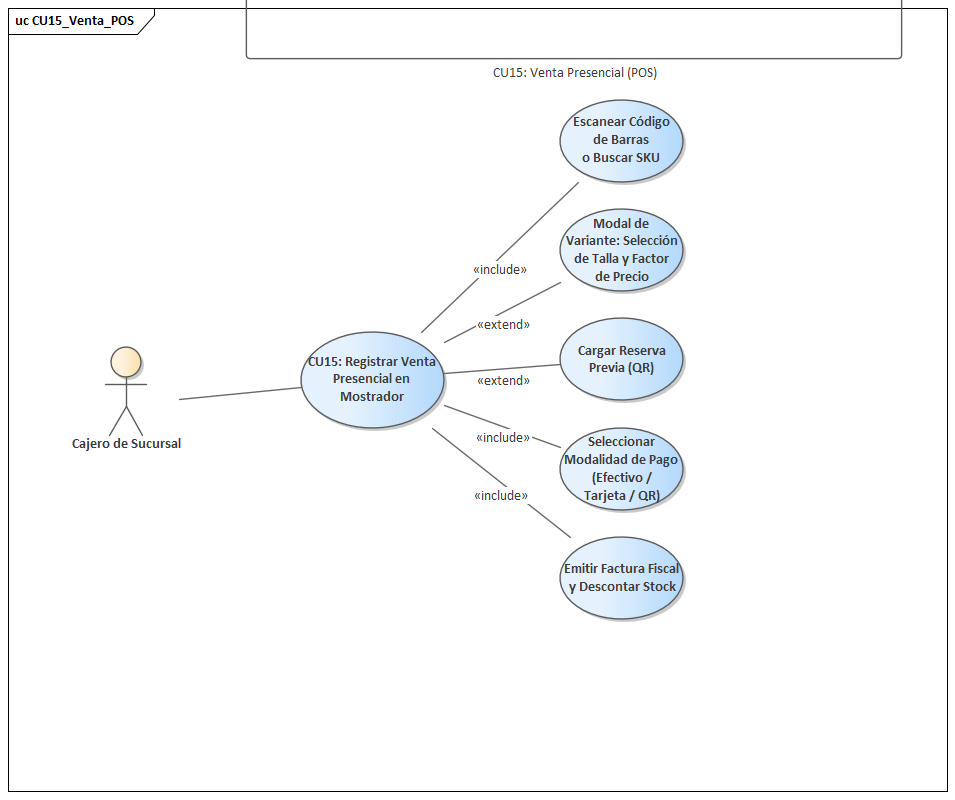 uc CU15_Venta_POS
CU15: Venta Presencial (POS)
Escanear Código
de Barras
o Buscar SKU
Modal de
Variante: Selección
de Talla y Factor
de Precio
«include»
«extend»
CU15: Registrar Venta
Presencial en
Mostrador
Cargar Reserva
Previa (QR)
«extend»
Cajero de Sucursal
«include»
Seleccionar
Modalidad de Pago
(Efectivo /
Tarjeta / QR)
«include»
Emitir Factura Fiscal
y Descontar Stock